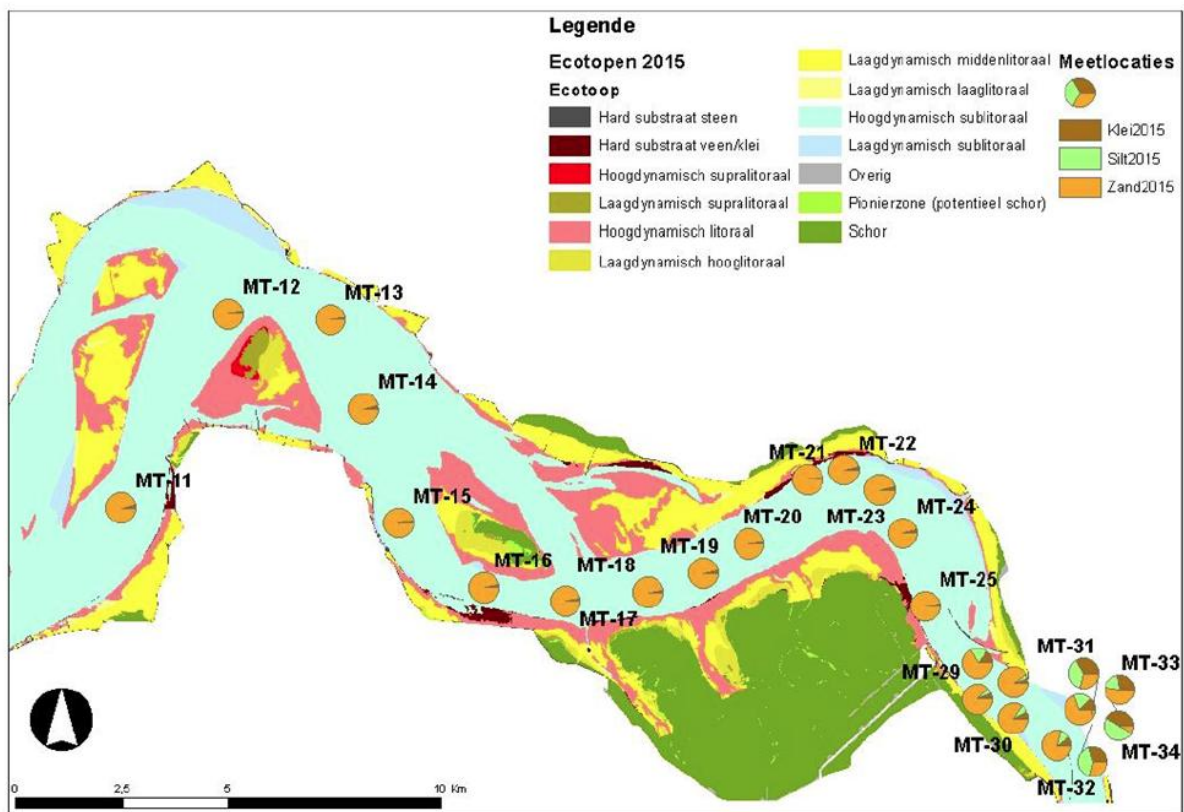 Legende
Ecotopen 2015
Ecotoop
Hard substraat steen
Hard substraat veen/klei
Hoogdynamisch supralitoraal
Laagdynamisch supralitoraal
Hoogdynamisch litoraal
Laagdynamisch hooglitoraal
Laagdynamisch middenlitoraal
Laagdynamisch laaglitoraal
Hoogdynamisch sublitoraal
Laagdynamisch sublitoraal
Overig
Pionierzone (potentieel schor)
Schor
Meetlocaties
Klei2015
Silt2015
Zand2015
MT-12
MT-13
MT-14
MT-11
MT-15
MT-16
MT-17
MT-18
MT-19
MT-20
MT-21
MT-22
MT-23
MT-24
MT-25
MT-29
MT-30
MT-31
MT-32
MT-33
MT-34
0 2,5 5 10 Km